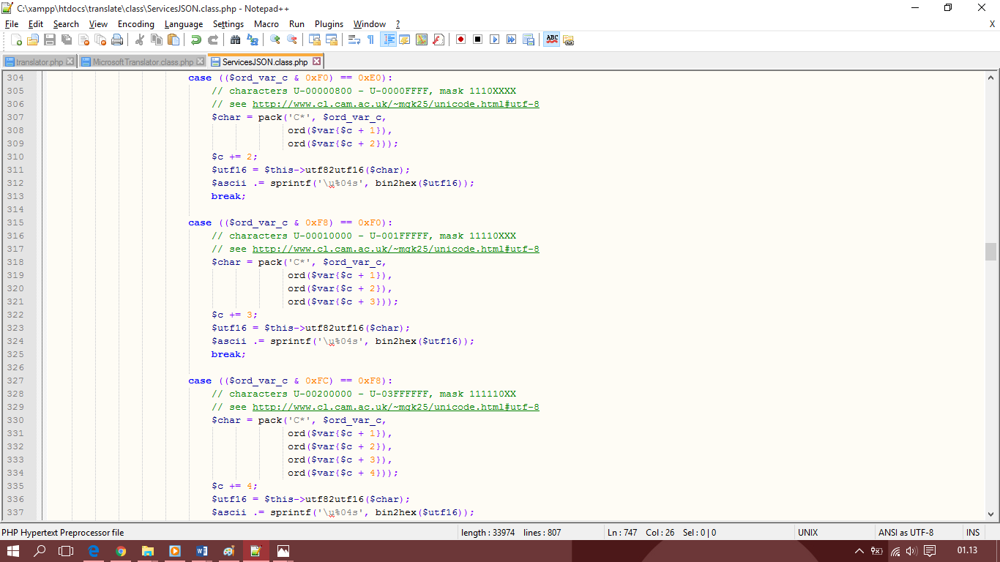 C:\xampp\htdocs\translate\class\ServicesJSON.class.php - Notepad++
File Edit Search View Encoding Language Settings Macro Run Plugins Window ? X
ABC
translator.php MicrosoftTranslator.class.php ServicesJSON.class.php
304 case (($ord_var_c & 0xF0) == 0xE0):
305 // characters U-00000800 - U-0000FFFF, mask 1110XXXX
306 // see http://www.cl.cam.ac.uk/~mgk25/unicode.html#utf-8
307 $char = pack('C*', $ord_var_c,
308 ord($var{$c + 1}),
309 ord($var{$c + 2}));
310 $c += 2;
311 $utf16 = $this->utf82utf16($char);
312 $ascii .= sprintf('\u%04s', bin2hex($utf16));
313 break;
314
315 case (($ord_var_c & 0xF8) == 0xF0):
316 // characters U-00010000 - U-001FFFFF, mask 11110XXX
317 // see http://www.cl.cam.ac.uk/~mgk25/unicode.html#utf-8
318 $char = pack('C*', $ord_var_c,
319 ord($var{$c + 1}),
320 ord($var{$c + 2}),
321 ord($var{$c + 3}));
322 $c += 3;
323 $utf16 = $this->utf82utf16($char);
324 $ascii .= sprintf('\u%04s', bin2hex($utf16));
325 break;
326
327 case (($ord_var_c & 0xFC) == 0xF8):
328 // characters U-00200000 - U-03FFFFFF, mask 111110XX
329 // see http://www.cl.cam.ac.uk/~mgk25/unicode.html#utf-8
330 $char = pack('C*', $ord_var_c,
331 ord($var{$c + 1}),
332 ord($var{$c + 2}),
333 ord($var{$c + 3}),
334 ord($var{$c + 4}));
335 $c += 4;
336 $utf16 = $this->utf82utf16($char);
337 $ascii .= sprintf('\u%04s', bin2hex($utf16));
PHP Hypertext Preprocessor file length : 33974 lines : 807 Ln : 747 Col : 26 Sel : 0 | 0 UNIX ANSI as UTF-8 INS
01.13